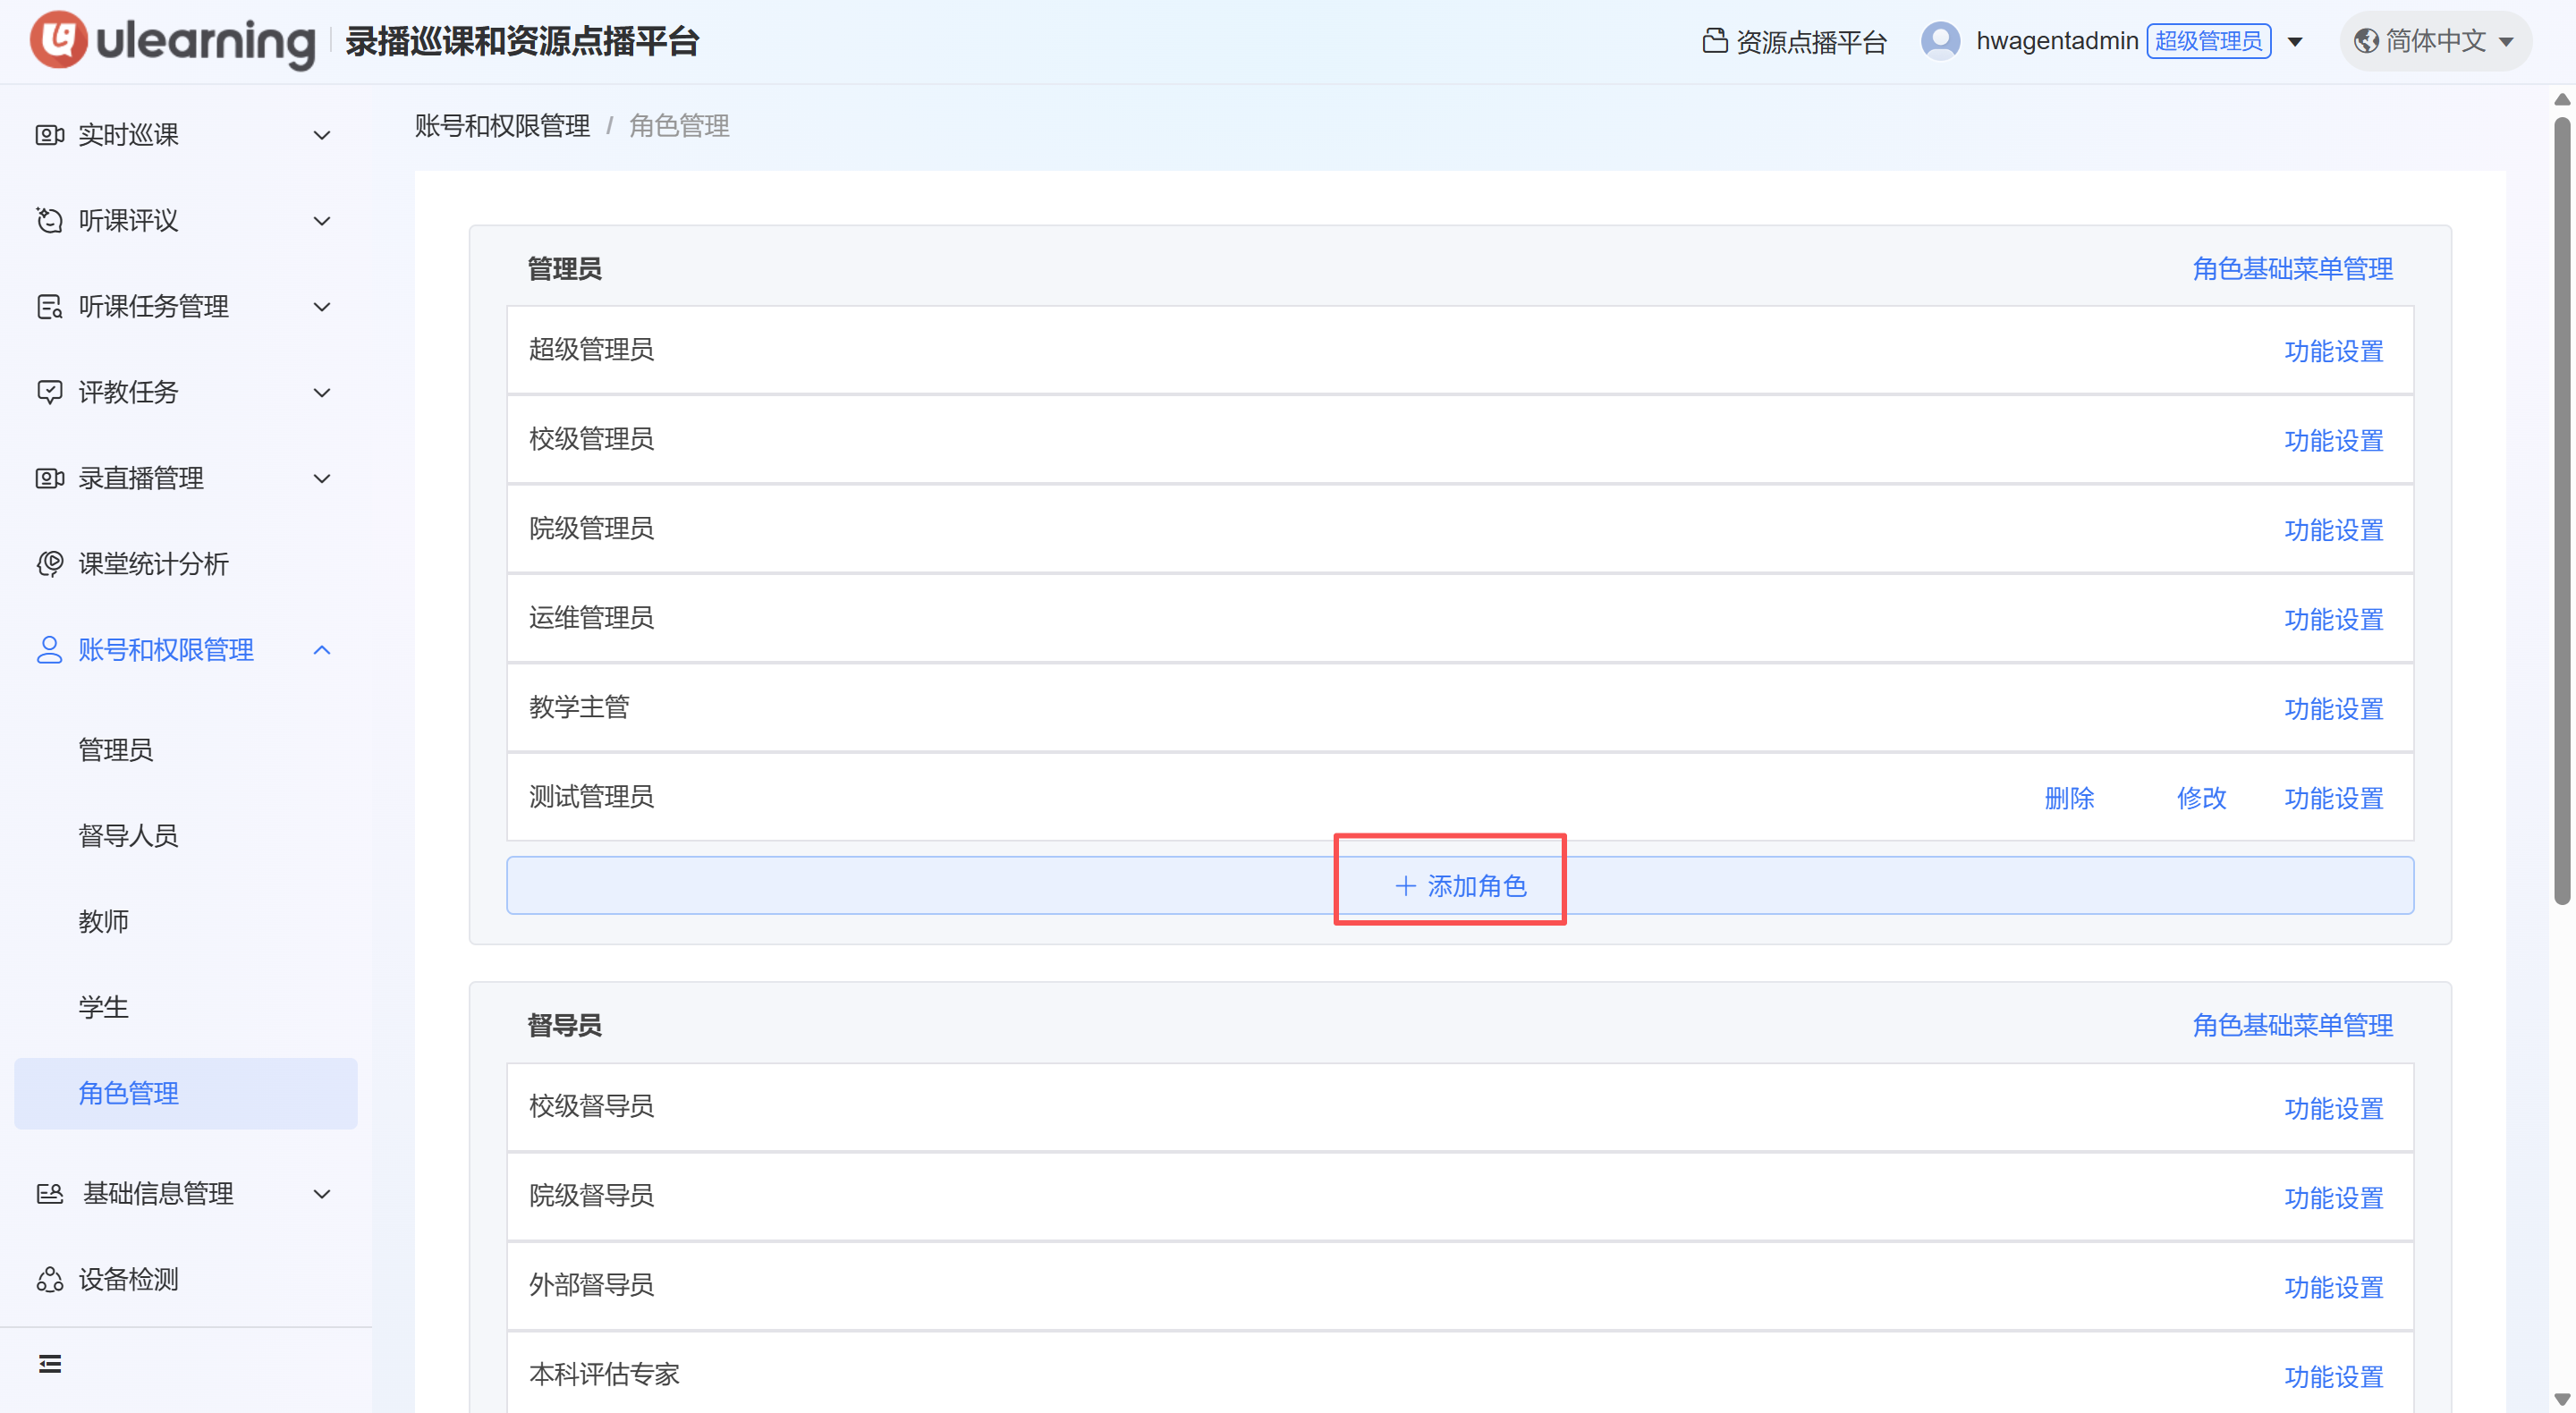 ulearning 录播巡课和资源点播平台 资源点播平台 hwagentadmin 超级管理员 简体中文
实时巡课
听课评议
听课任务管理
评教任务
录直播管理
课堂统计分析
账号和权限管理
管理员
督导人员
教师
学生
角色管理
基础信息管理
设备检测
账号和权限管理 / 角色管理
管理员 角色基础菜单管理
超级管理员 功能设置
校级管理员 功能设置
院级管理员 功能设置
运维管理员 功能设置
教学主管 功能设置
测试管理员 删除 修改 功能设置
+ 添加角色
督导员 角色基础菜单管理
校级督导员 功能设置
院级督导员 功能设置
外部督导员 功能设置
本科评估专家 功能设置